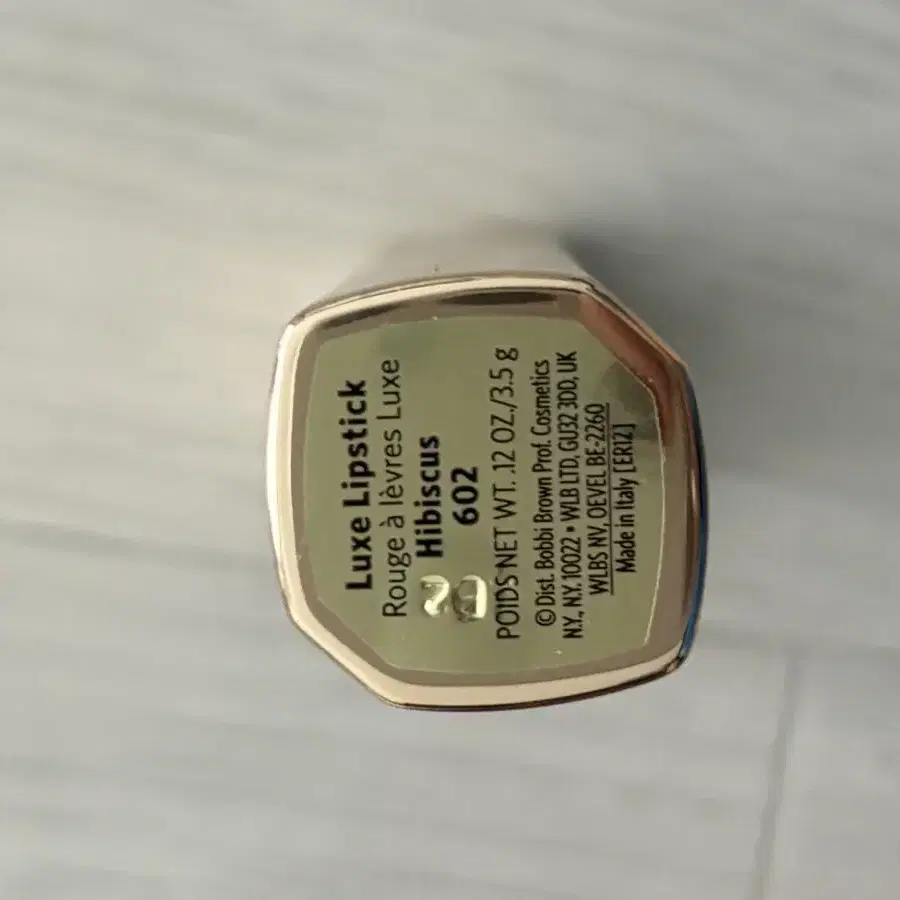 Luxe Lipstick
Rouge à lèvres Luxe
Hibiscus
602
POIDS NET WT. .12 OZ./3.5 g
©Dist. Bobbi Brown Prof. Cosmetics
N.Y., N.Y. 10022 • WLB LTD, GU32 3DD, UK
WLBS NV, OEVEL BE-2260
Made in Italy [ER12]